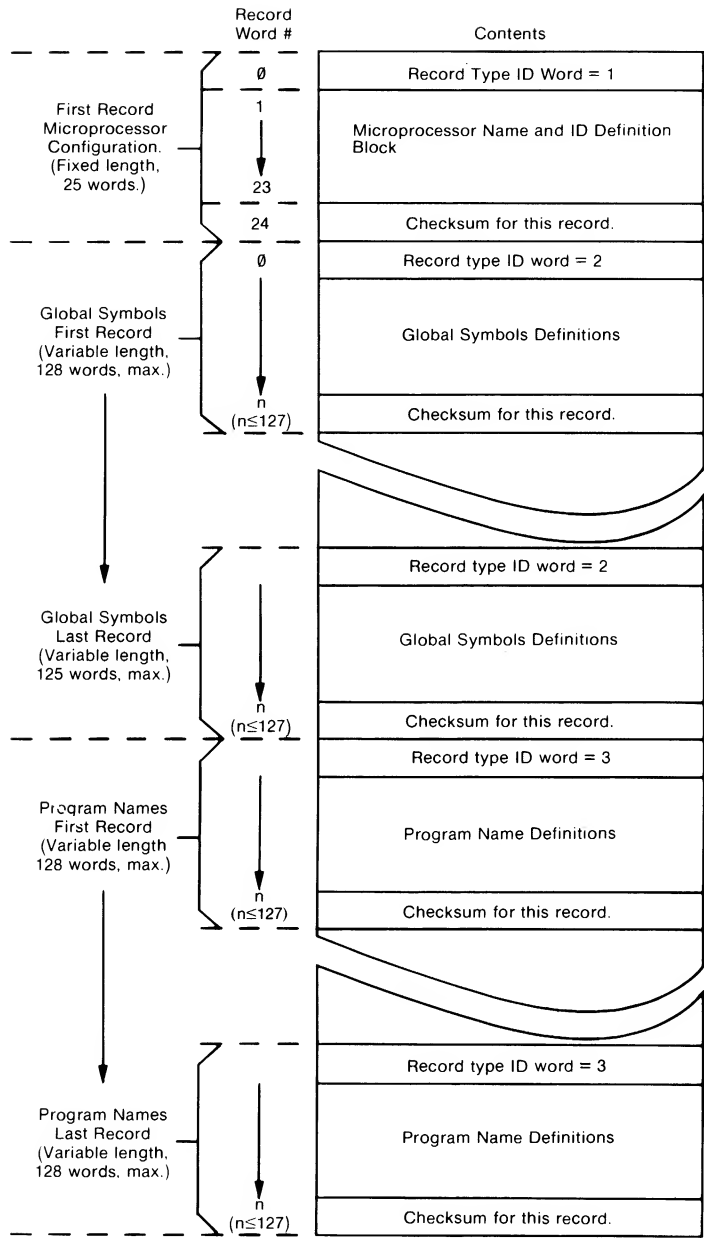 Record
Word #
Contents
Ø
Record Type ID Word = 1
First Record
Microprocessor
Configuration.
(Fixed length,
25 words.)
1
23
Microprocessor Name and ID Definition
Block
24
Checksum for this record.
Ø
Record type ID word = 2
Global Symbols
First Record
(Variable length,
128 words, max.)
Global Symbols Definitions
n
(n≤127)
Checksum for this record.
Record type ID word = 2
Global Symbols
Last Record
(Variable length,
125 words, max.)
Global Symbols Definitions
n
(n≤127)
Checksum for this record.
Record type ID word = 3
Program Names
First Record
(Variable length
128 words, max.)
Program Name Definitions
n
(n≤127)
Checksum for this record.
Record type ID word = 3
Program Names
Last Record
(Variable length,
128 words, max.)
Program Name Definitions
n
(n≤127)
Checksum for this record.